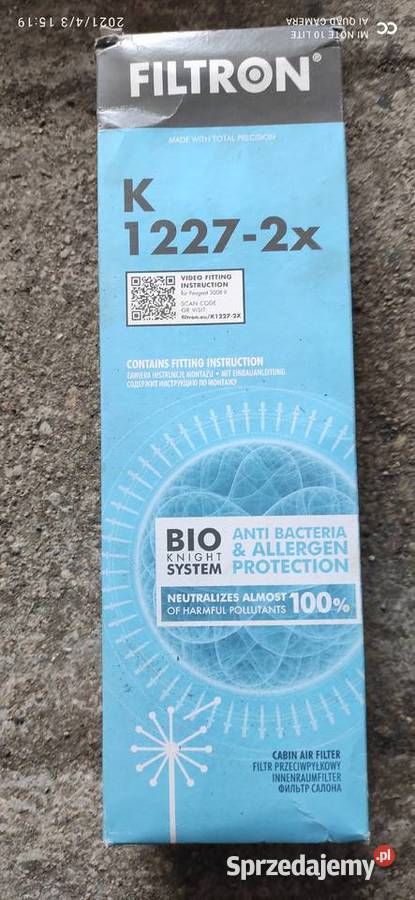 MI NOTE 10 LITE
AI QUAD CAMERA
2021/4/3 15:19
FILTRON®
MADE WITH TOTAL PRECISION
K
1227-2x
VIDEO FITTING
INSTRUCTION
for Peugeot 5008 II
SCAN CODE
OR VISIT:
filtron.eu/K1227-2X
CONTAINS FITTING INSTRUCTION
ZAWIERA INSTRUKCJĘ MONTAŻU • MIT EINBAUANLEITUNG
СОДЕРЖИТ ИНСТРУКЦИЮ ПО МОНТАЖУ
BIO
KNIGHT
SYSTEM
ANTI BACTERIA
& ALLERGEN
PROTECTION
NEUTRALIZES ALMOST
OF HARMFUL POLLUTANTS
100%
CABIN AIR FILTER
FILTR PRZECIWPYŁKOWY
INNENRAUMFILTER
ФИЛЬТР САЛОНА
Sprzedajemy.pl